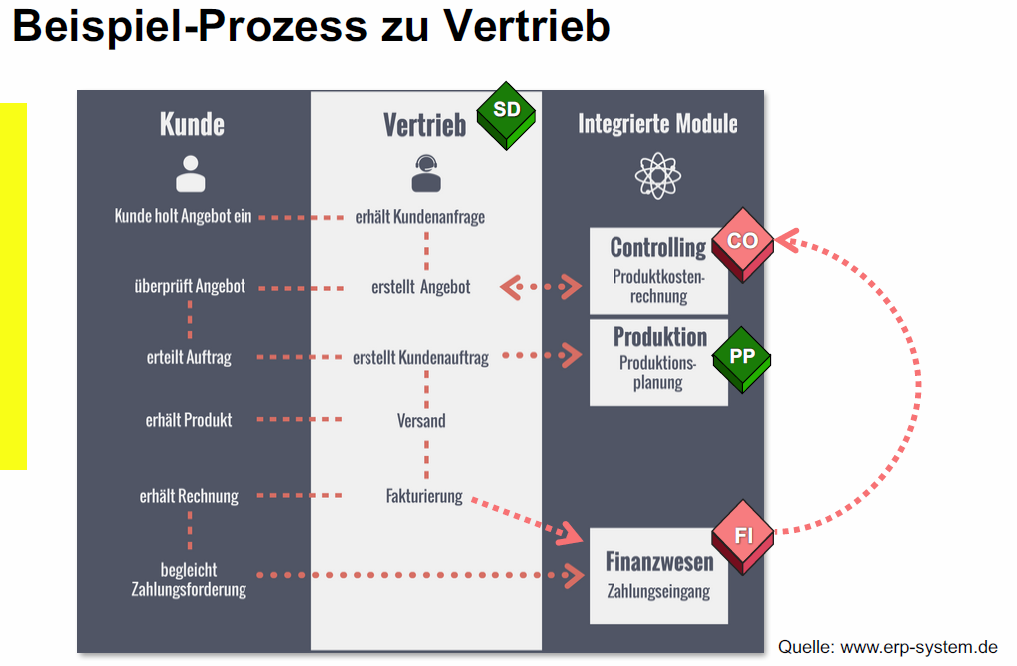 Beispiel-Prozess zu Vertrieb
Kunde
Vertrieb
SD
Integrierte Module
Kunde holt Angebot ein
erhält Kundenanfrage
Controlling
CO
Produktkosten-
rechnung
überprüft Angebot
erstellt Angebot
Produktion
PP
Produktions-
planung
erteilt Auftrag
erstellt Kundenauftrag
erhält Produkt
Versand
erhält Rechnung
Fakturierung
Finanzwesen
FI
Zahlungseingang
begleicht
Zahlungsforderung
Quelle: www.erp-system.de